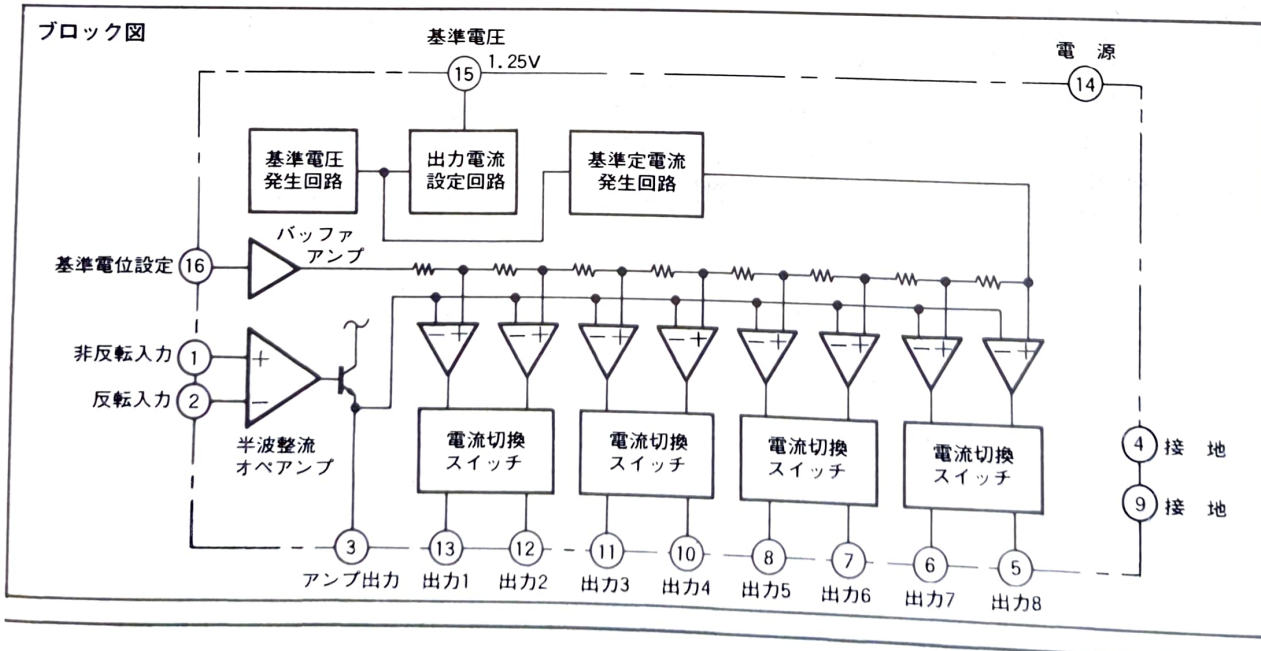 ブロック図
基準電圧
15
1.25V
電 源
14
基準電圧
発生回路
出力電流
設定回路
基準定電流
発生回路
バッファ
アンプ
基準電位設定
16
非反転入力
1
反転入力
2
+
−
半波整流
オペアンプ
− +
− +
− +
− +
− +
− +
− +
− +
電流切換
スイッチ
電流切換
スイッチ
電流切換
スイッチ
電流切換
スイッチ
4
接 地
9
接 地
3
13
12
11
10
8
7
6
5
アンプ出力
出力1
出力2
出力3
出力4
出力5
出力6
出力7
出力8